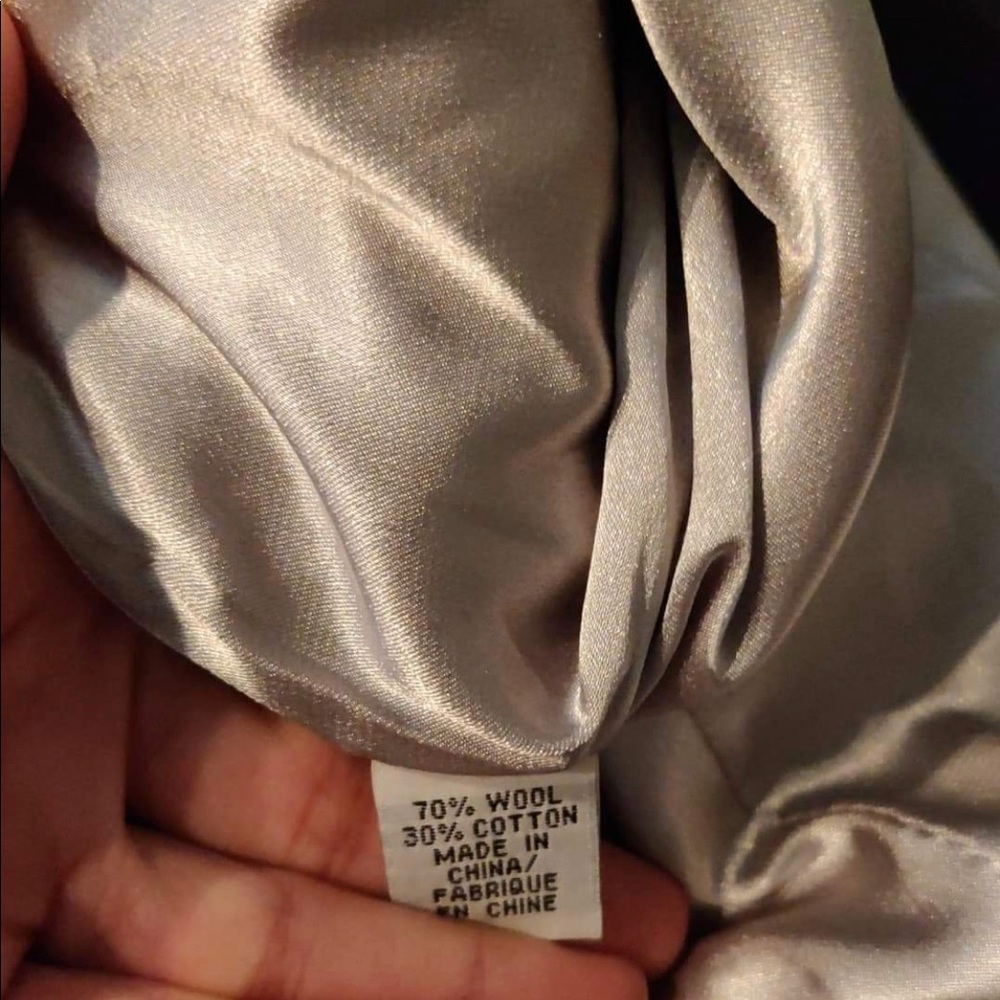 70% WOOL
30% COTTON
MADE IN
CHINA/
FABRIQUE
EN CHINE